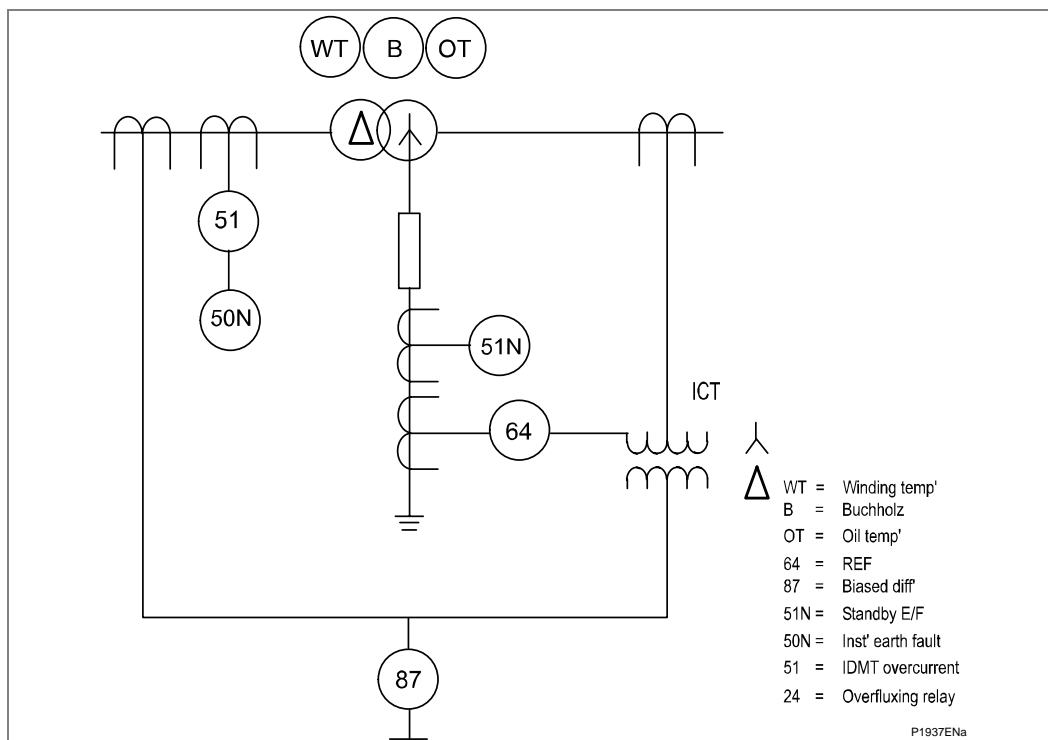 WT B OT
Δ
51
50N
51N
ICT
64
Δ
WT = Winding temp'
B = Buchholz
OT = Oil temp'
64 = REF
87 = Biased diff'
51N = Standby E/F
50N = Inst' earth fault
51 = IDMT overcurrent
24 = Overfluxing relay
87
P1937ENa